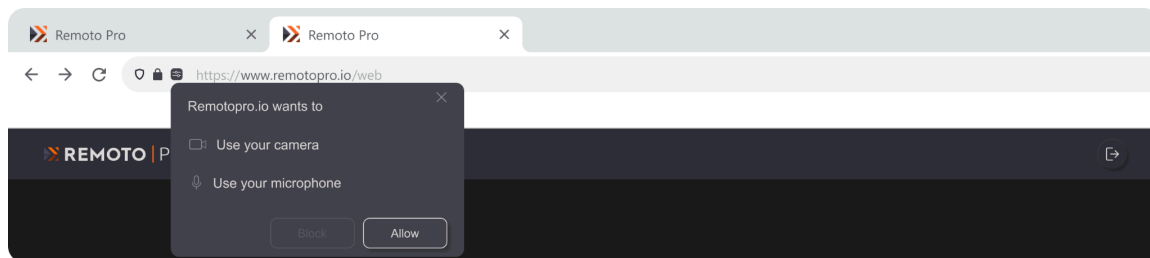 Remoto Pro
Remoto Pro
https://www.remotopro.io/web
Remotopro.io wants to
REMOTO | P
Use your camera
Use your microphone
Block
Allow